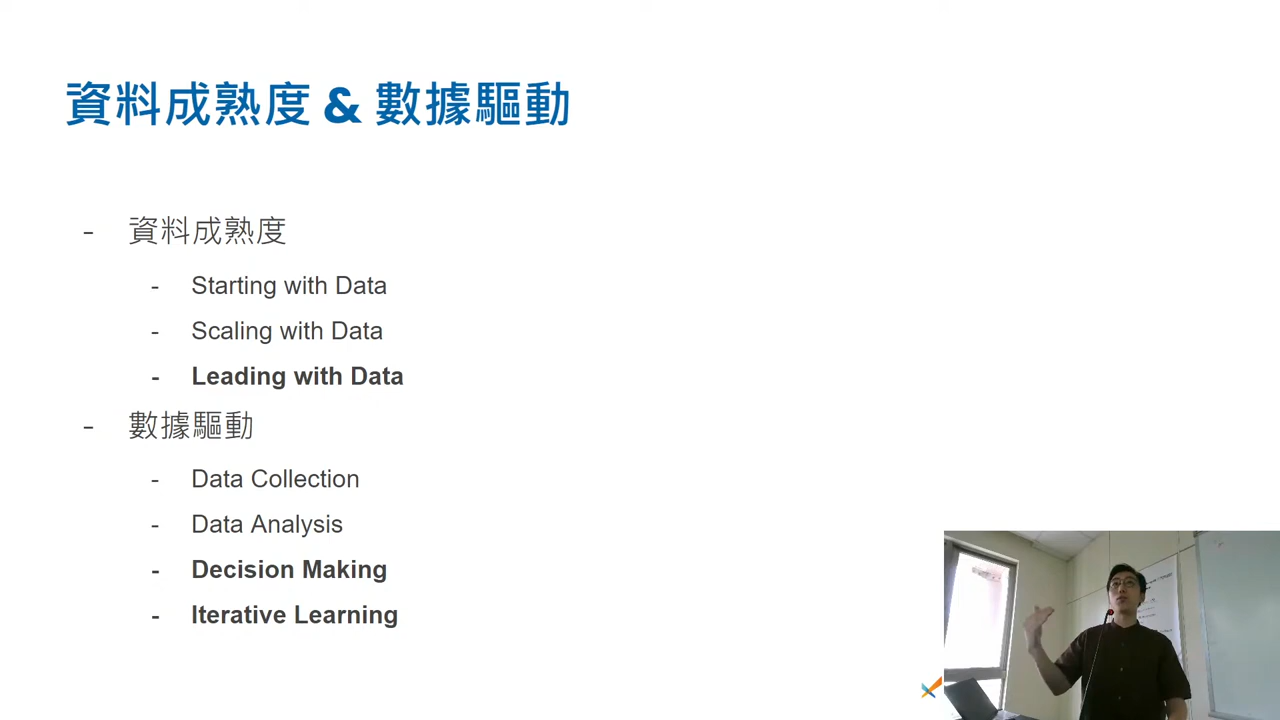 資料成熟度 & 數據驅動
- 資料成熟度
- Starting with Data
- Scaling with Data
- Leading with Data
- 數據驅動
- Data Collection
- Data Analysis
- Decision Making
- Iterative Learning